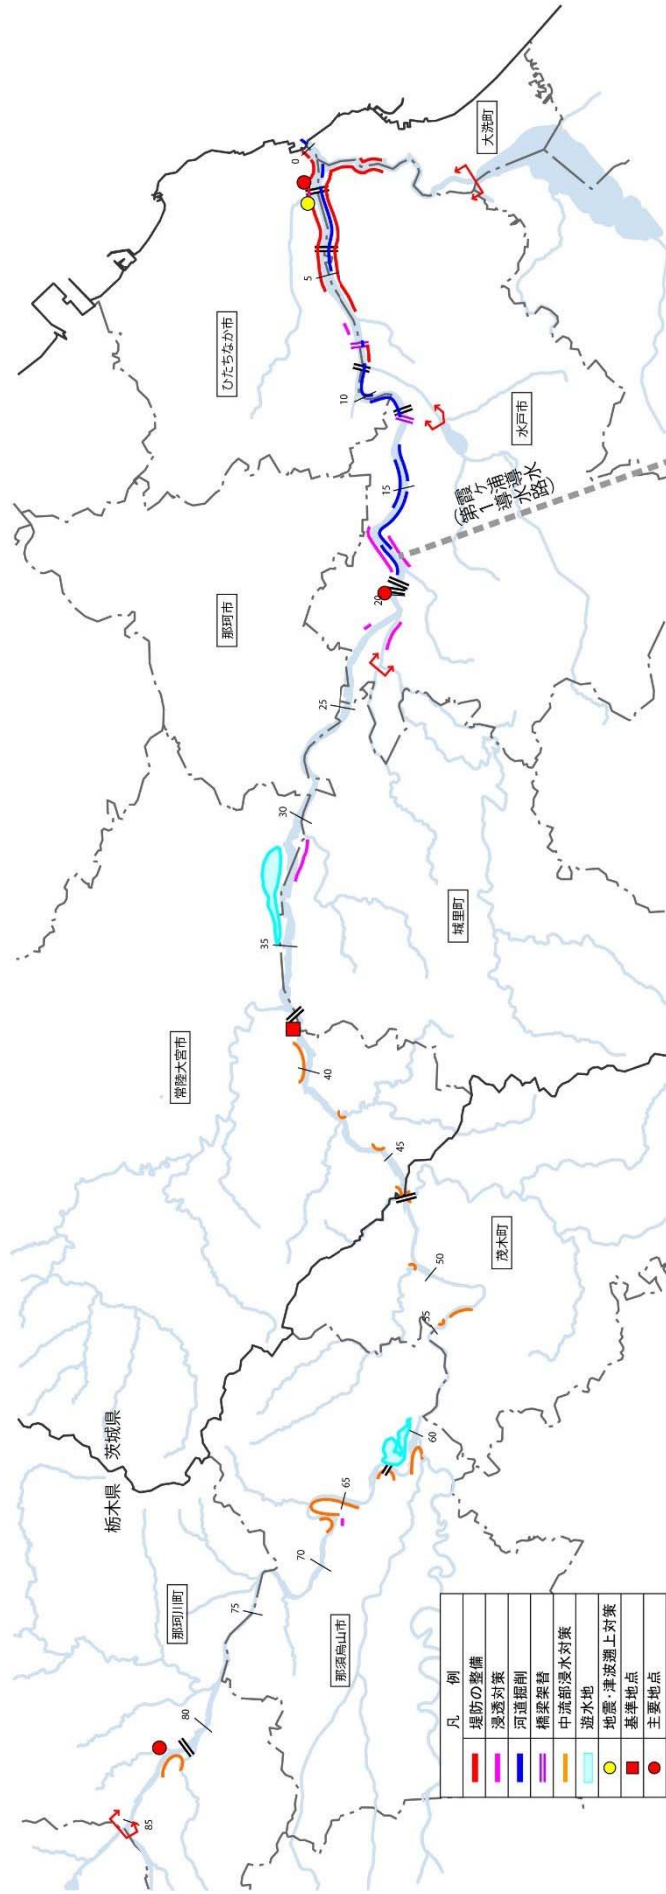 栃木県
茨城県
那珂川町
常陸大宮市
那珂市
ひたちなか市
那須烏山市
茂木町
城里町
水戸市
大洗町
(第1導水路)
霞ヶ浦導水
85
80
75
70
65
60
55
50
45
40
35
30
25
20
15
10
5
0
凡 例
堤防の整備
浸透対策
河道掘削
橋梁架替
中流部浸水対策
遊水地
地震・津波遡上対策
基準地点
主要地点